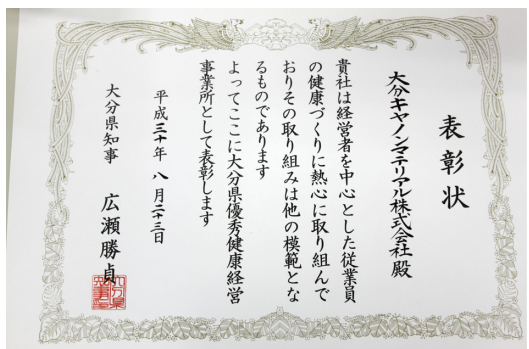 表彰状
大分キヤノンマテリアル株式会社殿
貴社は経営者を中心とした従業員
の健康づくりに熱心に取り組んで
おりその取り組みは他の模範とな
るものであります
よってここに大分県優秀健康経営
事業所として表彰します
平成三十年 八月二十三日
大分県知事 広瀬勝貞